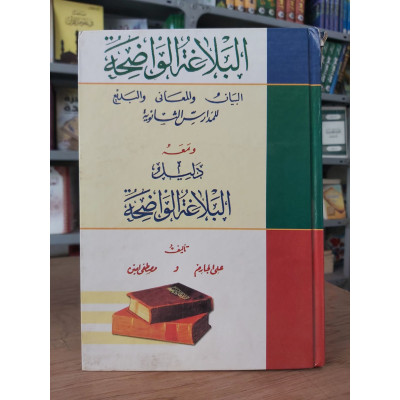 البلاغة الواضحة
البيان والمعاني والبديع
للمدارس الثانوية
ومعه
دليل
البلاغة الواضحة
تأليف
علي الجارم و مصطفى أمين